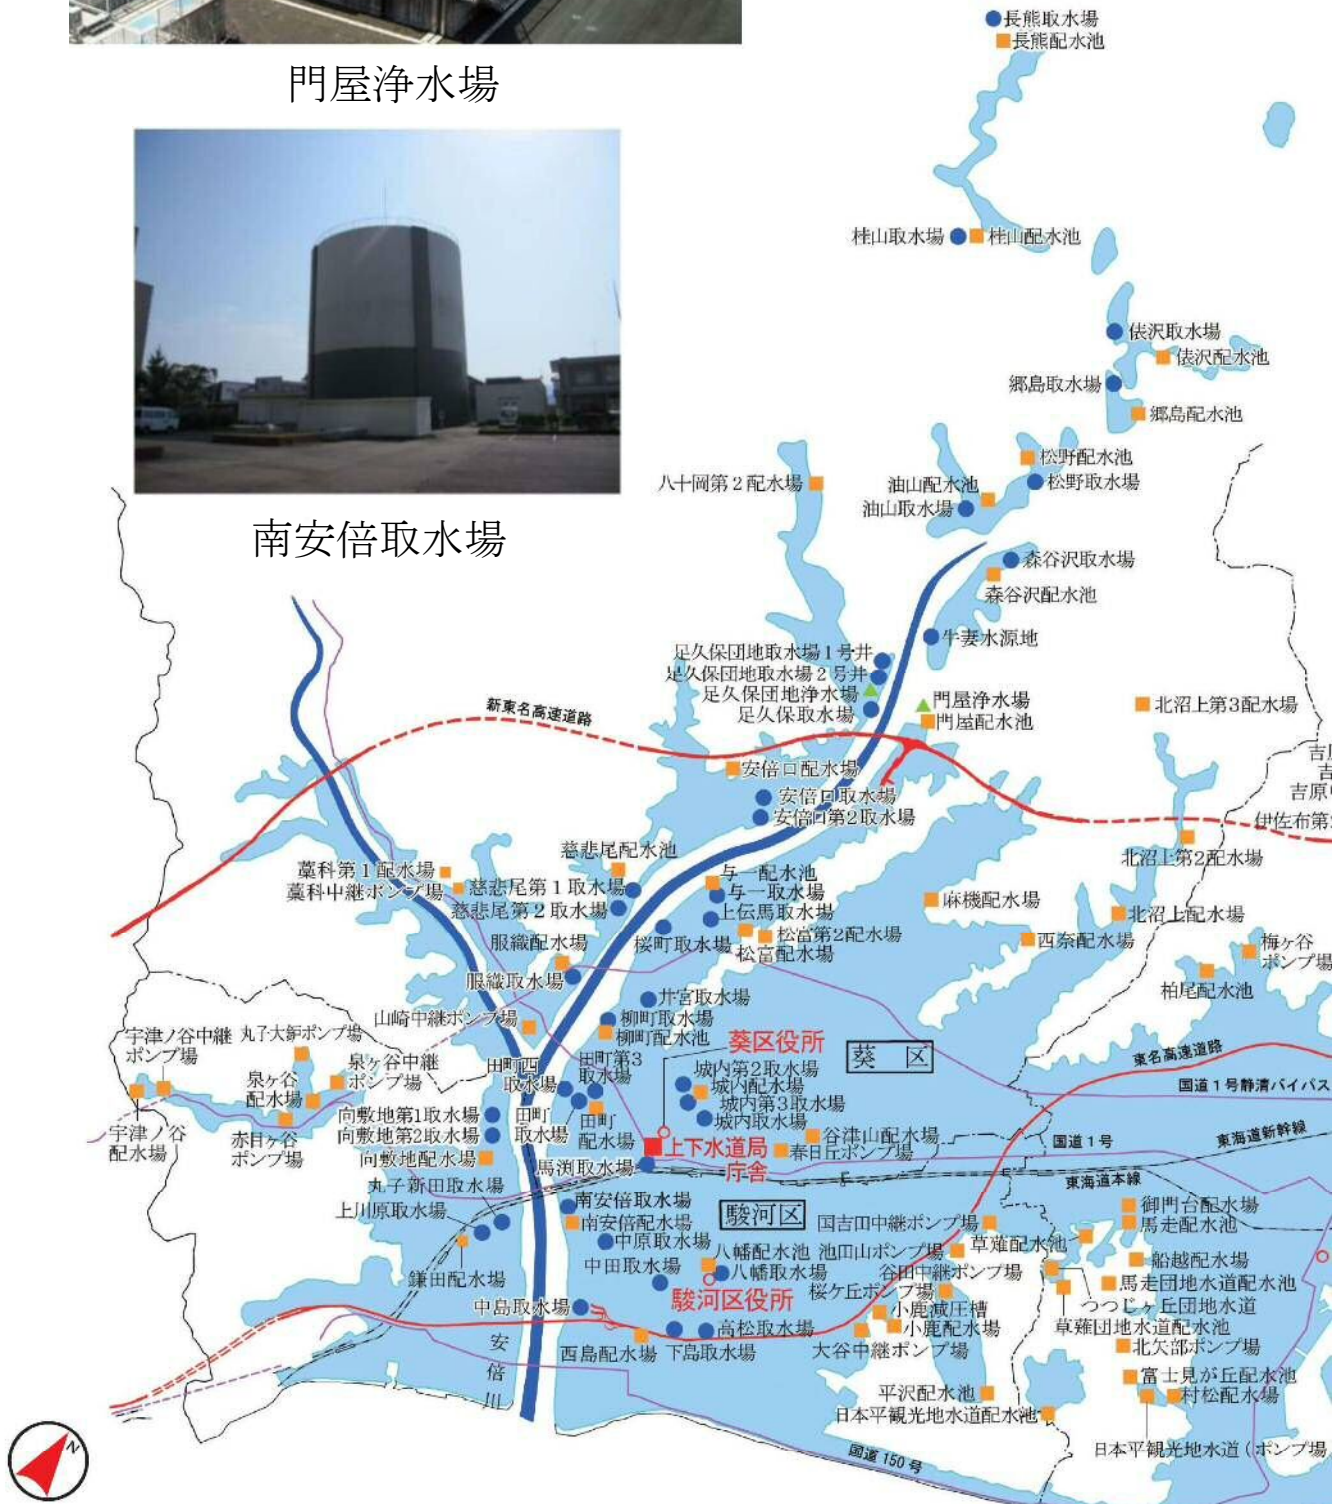 門屋浄水場
南安倍取水場
長熊取水場
長熊配水池
桂山取水場
桂山配水池
俵沢取水場
俵沢配水池
郷島取水場
郷島配水池
松野配水池
松野取水場
八十岡第2配水場
油山配水池
油山取水場
森谷沢取水場
森谷沢配水池
牛妻水源地
足久保団地取水場1号井
足久保団地取水場2号井
足久保団地浄水場
足久保取水場
門屋浄水場
門屋配水池
北沼上第3配水場
新東名高速道路
安倍口配水場
安倍口取水場
安倍口第2取水場
吉原
伊佐布第
北沼上第2配水場
慈悲尾配水池
藁科第1配水場
藁科中継ポンプ場
慈悲尾第1取水場
慈悲尾第2取水場
与一配水池
与一取水場
上伝馬取水場
桜町取水場
松富第2配水場
松富配水場
麻機配水場
北沼上配水場
西奈配水場
梅ヶ谷
ポンプ場
柏尾配水池
服織配水場
服織取水場
井宮取水場
柳町取水場
柳町配水池
山崎中継ポンプ場
宇津ノ谷中継
ポンプ場
丸子大鈩ポンプ場
泉ヶ谷
配水場
泉ヶ谷中継
ポンプ場
宇津ノ谷
配水場
赤目ヶ谷
ポンプ場
田町西
取水場
田町第3
取水場
田町
取水場
田町
配水場
葵区役所
葵 区
城内第2取水場
城内配水場
城内第3取水場
城内取水場
東名高速道路
国道1号静清バイパス
国道1号
東海道新幹線
東海道本線
向敷地第1取水場
向敷地第2取水場
向敷地配水場
谷津山配水場
春日丘ポンプ場
上下水道局
庁舎
馬渕取水場
丸子新田取水場
上川原取水場
鎌田配水場
南安倍取水場
南安倍配水場
中原取水場
中田取水場
駿河区
八幡配水池
八幡取水場
駿河区役所
国吉田中継ポンプ場
池田山ポンプ場
谷田中継ポンプ場
桜ケ丘ポンプ場
草薙配水池
御門台配水場
馬走配水池
船越配水場
馬走団地水道配水池
つつじヶ丘団地水道
草薙団地水道配水池
中島取水場
高松取水場
西島配水場
下島取水場
小鹿減圧槽
小鹿配水場
大谷中継ポンプ場
北矢部ポンプ場
富士見が丘配水池
村松配水場
平沢配水池
日本平観光地水道配水池
日本平観光地水道(ポンプ場
安倍川
国道150号
N